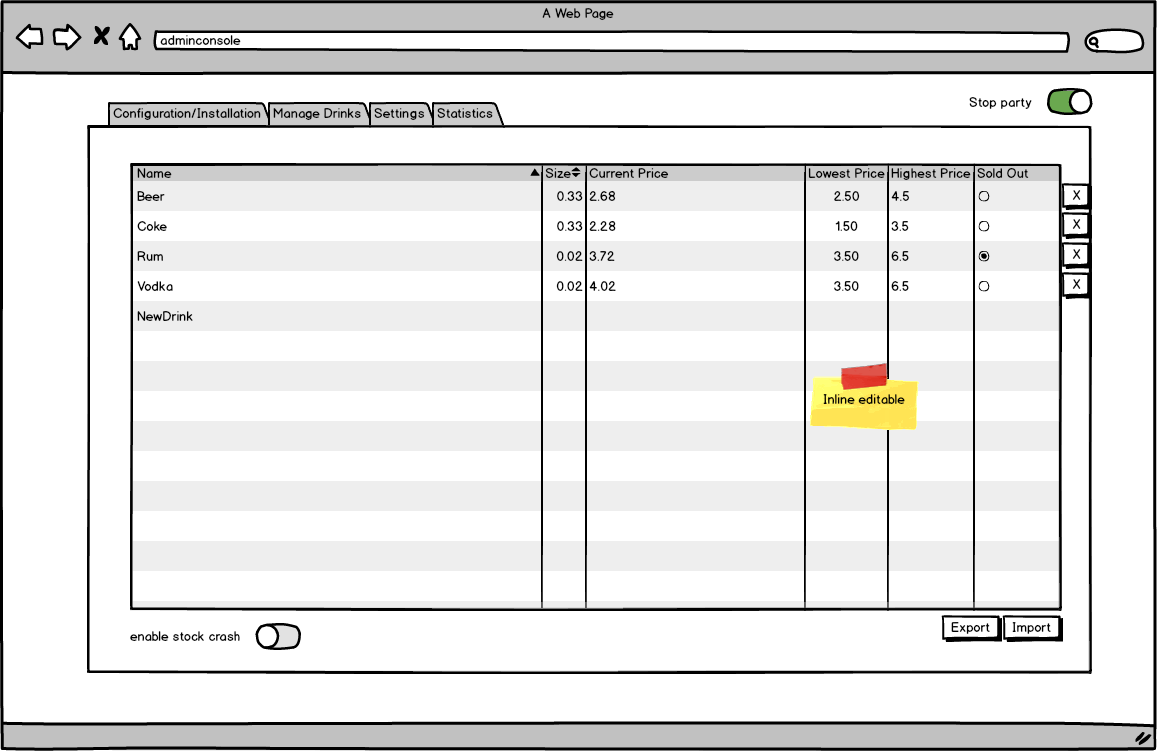 A Web Page
adminconsole
Stop party
Configuration/Installation Manage Drinks Settings Statistics
Name Size Current Price Lowest Price Highest Price Sold Out
Beer 0.33 2.68 2.50 4.5 X
Coke 0.33 2.28 1.50 3.5 X
Rum 0.02 3.72 3.50 6.5 X
Vodka 0.02 4.02 3.50 6.5 X
NewDrink
Inline editable
enable stock crash Export Import